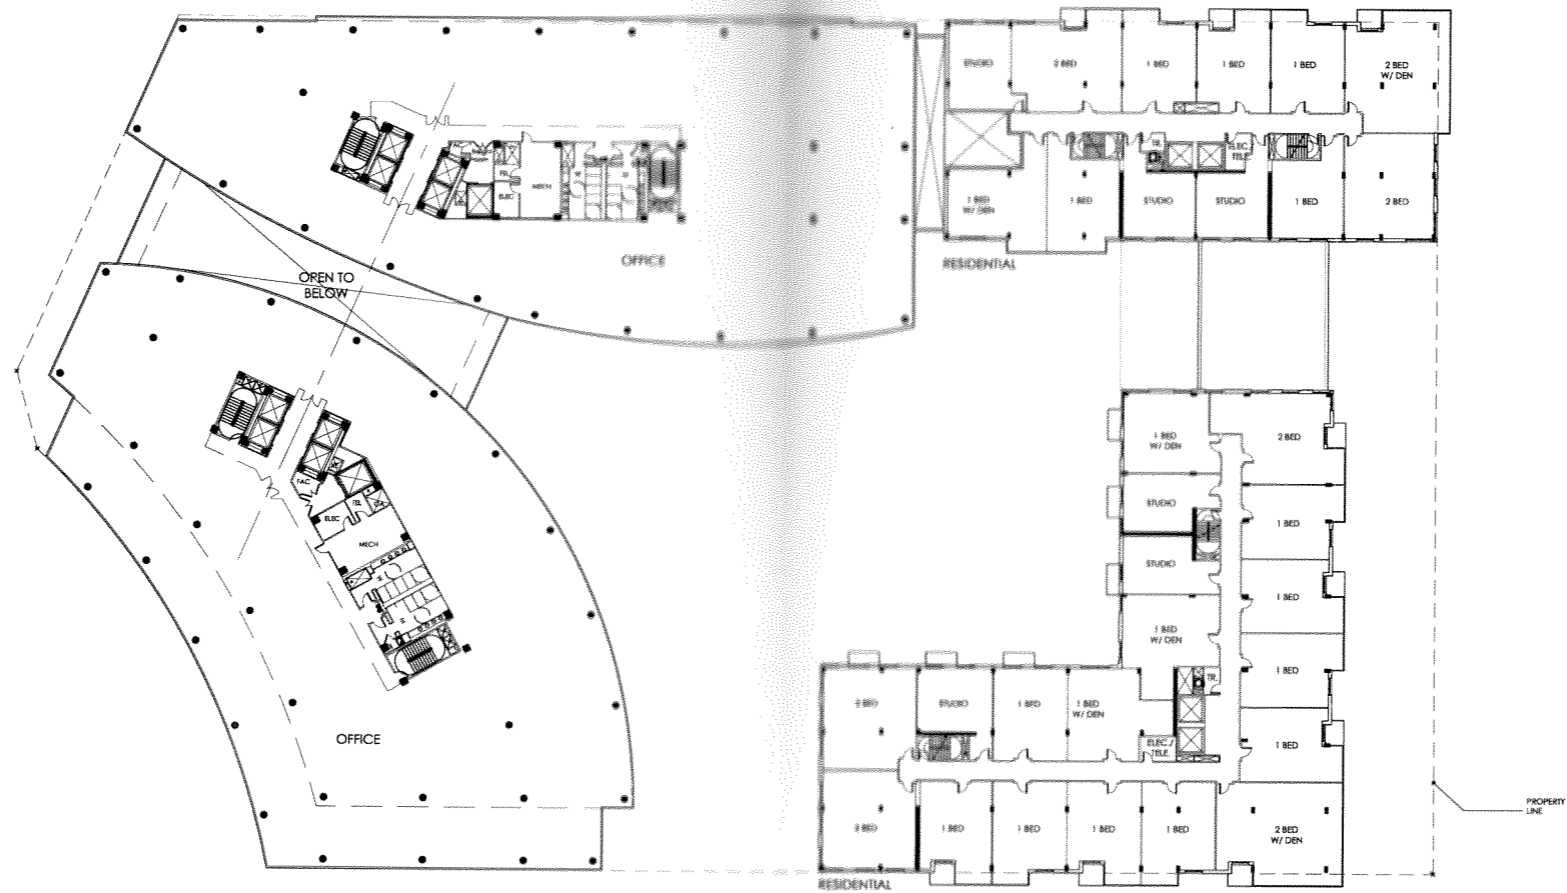 STUDIO
2 BED
1 BED
1 BED
1 BED
2 BED
W/ DEN
TR.
ELEC.
TELE.
1 BED
W/ DEN
1 BED
STUDIO
STUDIO
1 BED
2 BED
RESIDENTIAL
TEL
ELEC
MECH
OFFICE
OPEN TO
BELOW
FAC
ELEC
TEL
MECH
OFFICE
1 BED
W/ DEN
2 BED
STUDIO
1 BED
STUDIO
1 BED
1 BED
W/ DEN
1 BED
TR.
2 BED
STUDIO
1 BED
1 BED
W/ DEN
ELEC./
TELE.
1 BED
2 BED
1 BED
1 BED
1 BED
1 BED
2 BED
W/ DEN
RESIDENTIAL
PROPERTY
LINE